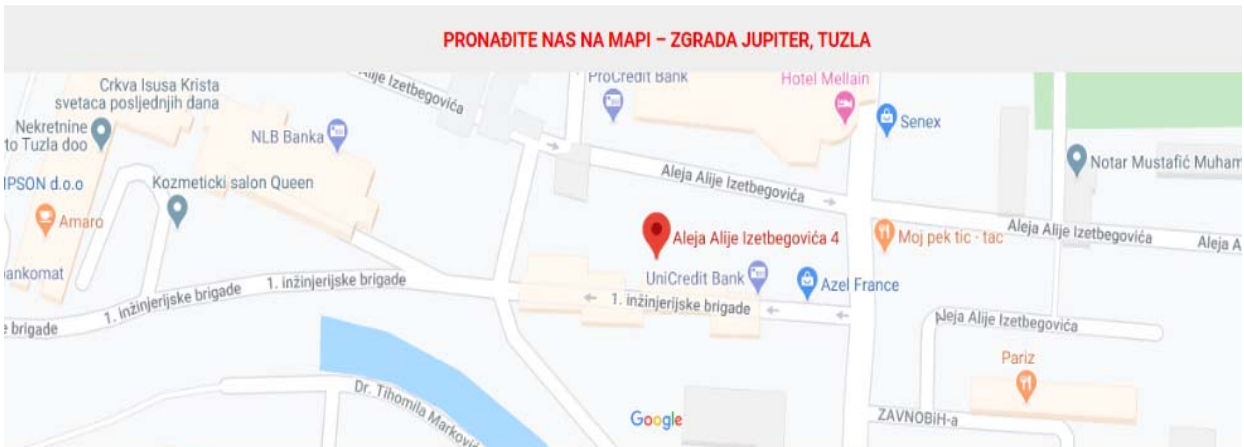 PRONAĐITE NAS NA MAPI – ZGRADA JUPITER, TUZLA
Alije Izetbegovića
ProCredit Bank
Hotel Mellain
Crkva Isusa Krista
svetaca posljednjih dana
Nekretnine
to Tuzla doo
NLB Banka
Senex
Notar Mustafić Muham
IPSON d.o.o
Kozmeticki salon Queen
Aleja Alije Izetbegovića
Amaro
Aleja Alije Izetbegovića 4
Moj pek tic - tac
Aleja Alije Izetbegovića
Aleja A
bankomat
UniCredit Bank
Azel France
1. inžinjerijske brigade
1. inžinjerijske brigade
1. inžinjerijske brigade
e brigade
Aleja Alije Izetbegovića
Pariz
Dr. Tihomila Marković
Google
ZAVNOBiH-a